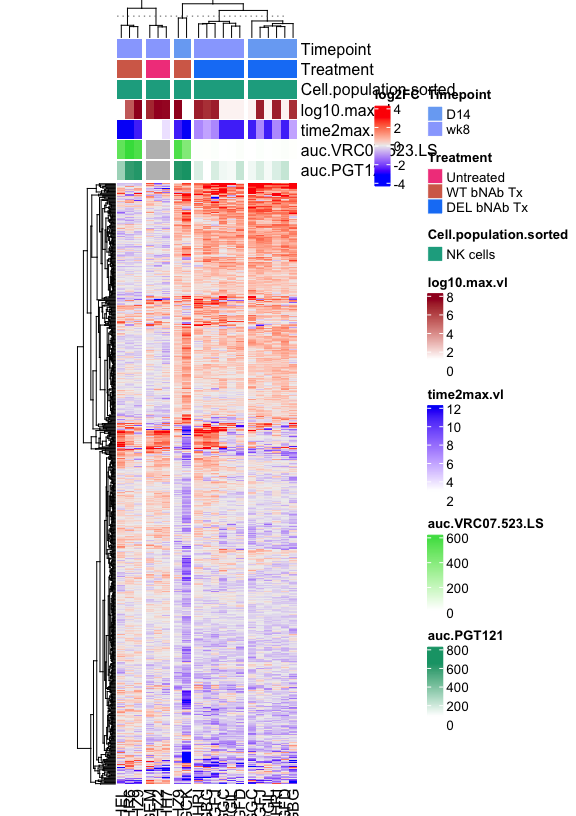 Timepoint
Treatment
Cell.population.sorted
log10.max.vl
time2max.vl
auc.VRC07.523.LS
auc.PGT121
log2FC
4
2
0
-2
-4
Timepoint
D14
wk8
Treatment
Untreated
WT bNAb Tx
DEL bNAb Tx
Cell.population.sorted
NK cells
log10.max.vl
8
6
4
2
0
time2max.vl
12
10
8
6
4
2
auc.VRC07.523.LS
600
400
200
0
auc.PGT121
800
600
400
200
0